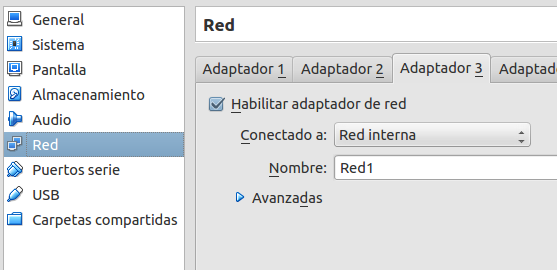 General
Sistema
Pantalla
Almacenamiento
Audio
Red
Puertos serie
USB
Carpetas compartidas
Red
Adaptador 1 Adaptador 2 Adaptador 3 Adaptad
Habilitar adaptador de red
Conectado a: Red interna
Nombre: Red1
Avanzadas